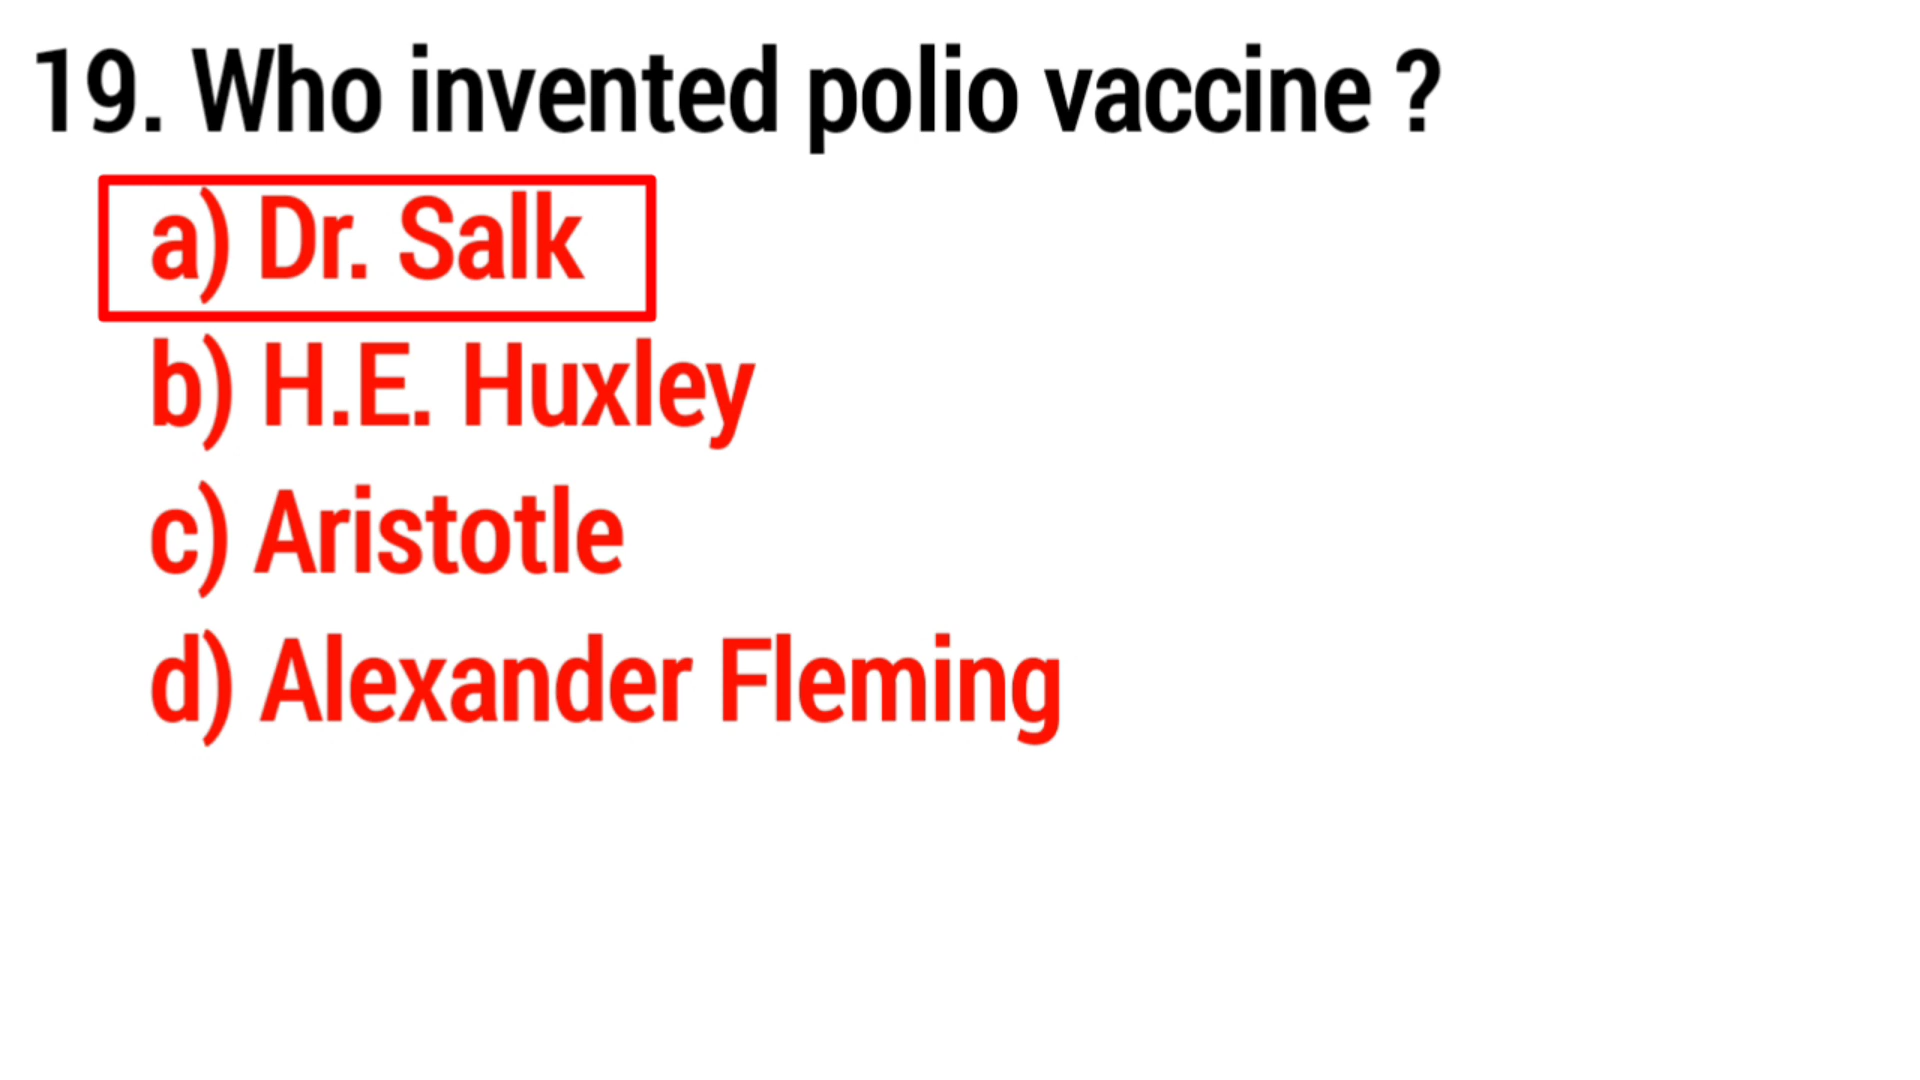 19. Who invented polio vaccine ?
a) Dr. Salk
b) H.E. Huxley
c) Aristotle
d) Alexander Fleming